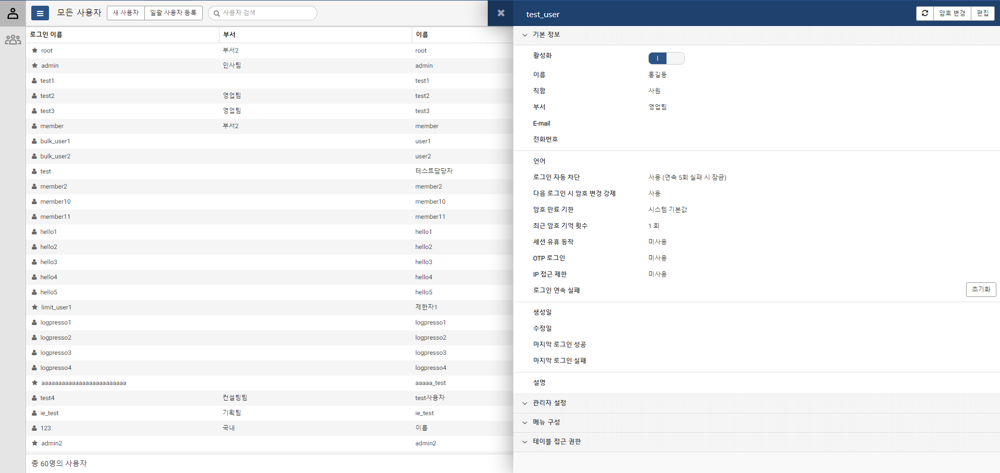 모든 사용자
새 사용자
일괄 사용자 등록
사용자 검색
로그인 이름 부서 이름
root 부서2 root
admin 인사팀 admin
test1 test1
test2 영업팀 test2
test3 영업팀 test3
member 부서2 member
bulk_user1 user1
bulk_user2 user2
test 테스트담당자
member2 member2
member10 member10
member11 member11
hello1 hello1
hello2 hello2
hello3 hello3
hello4 hello4
hello5 hello5
limit_user1 제한자1
logpresso1 logpresso1
logpresso2 logpresso2
logpresso3 logpresso3
logpresso4 logpresso4
aaaaaaaaaaaaaaaaaaaaaaaaa aaaaa_test
test4 컨설팅팀 test사용자
ie_test 기획팀 ie_test
123 국내 이름
admin2 admin2
총 60명의 사용자
test_user
암호 변경
편집
기본 정보
활성화
이름 홍길동
직함 사원
부서 영업팀
E-mail
전화번호
언어
로그인 자동 차단 사용 (연속 5회 실패 시 잠금)
다음 로그인 시 암호 변경 강제 사용
암호 만료 기한 시스템 기본값
최근 암호 기억 횟수 1 회
세션 유휴 동작 미사용
OTP 로그인 미사용
IP 접근 제한 미사용
로그인 연속 실패 초기화
생성일
수정일
마지막 로그인 성공
마지막 로그인 실패
설명
관리자 설정
메뉴 구성
테이블 접근 권한